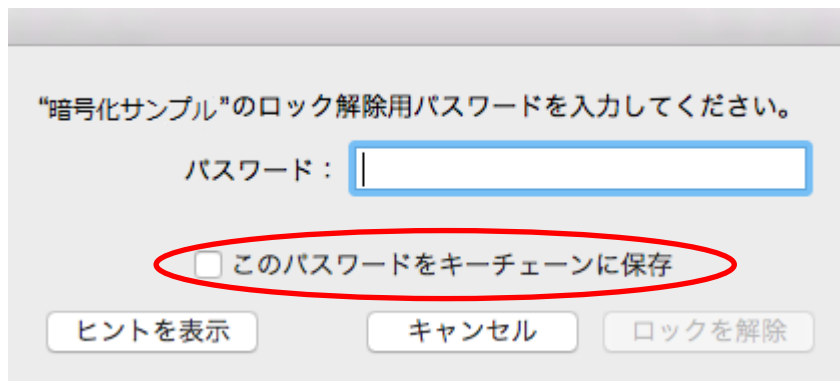 “暗号化サンプル”のロック解除用パスワードを入力してください。
パスワード：
このパスワードをキーチェーンに保存
ヒントを表示 キャンセル ロックを解除